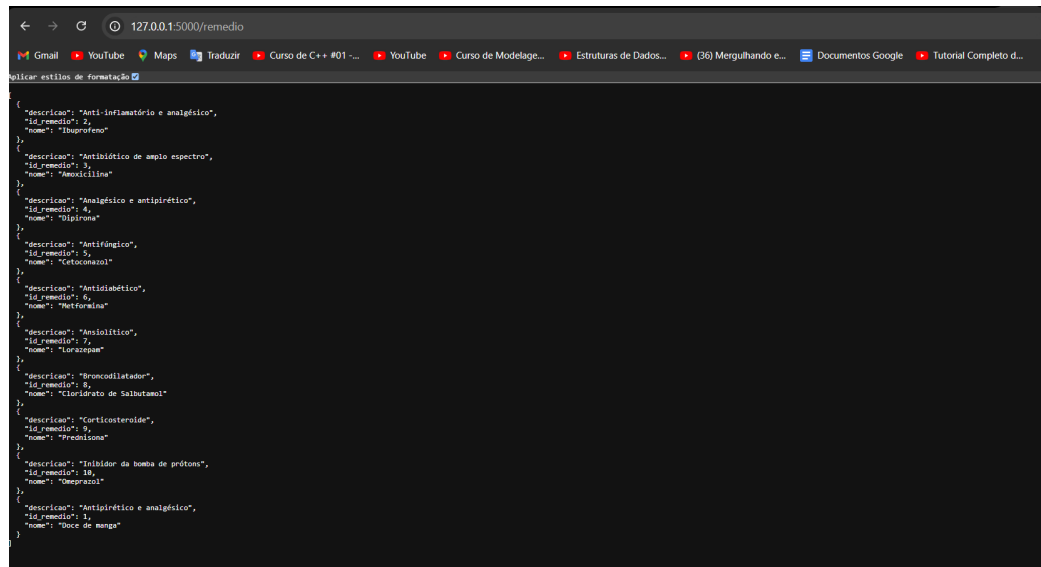 127.0.0.1:5000/remedio
Gmail YouTube Maps Traduzir Curso de C++ #01 -... YouTube Curso de Modelage... Estruturas de Dados... (36) Mergulhando e... Documentos Google Tutorial Completo d...
Aplicar estilos de formatação
[
{
"descricao": "Anti-inflamatório e analgésico",
"id_remedio": 2,
"nome": "Ibuprofeno"
},
{
"descricao": "Antibiótico de amplo espectro",
"id_remedio": 3,
"nome": "Amoxicilina"
},
{
"descricao": "Analgésico e antipirético",
"id_remedio": 4,
"nome": "Dipirona"
},
{
"descricao": "Antifúngico",
"id_remedio": 5,
"nome": "Cetoconazol"
},
{
"descricao": "Antidiabético",
"id_remedio": 6,
"nome": "Metformina"
},
{
"descricao": "Ansiolítico",
"id_remedio": 7,
"nome": "Lorazepam"
},
{
"descricao": "Broncodilatador",
"id_remedio": 8,
"nome": "Cloridrato de Salbutamol"
},
{
"descricao": "Corticosteroide",
"id_remedio": 9,
"nome": "Prednisona"
},
{
"descricao": "Inibidor da bomba de prótons",
"id_remedio": 10,
"nome": "Omeprazol"
},
{
"descricao": "Antipirético e analgésico",
"id_remedio": 1,
"nome": "Doce de manga"
}
]